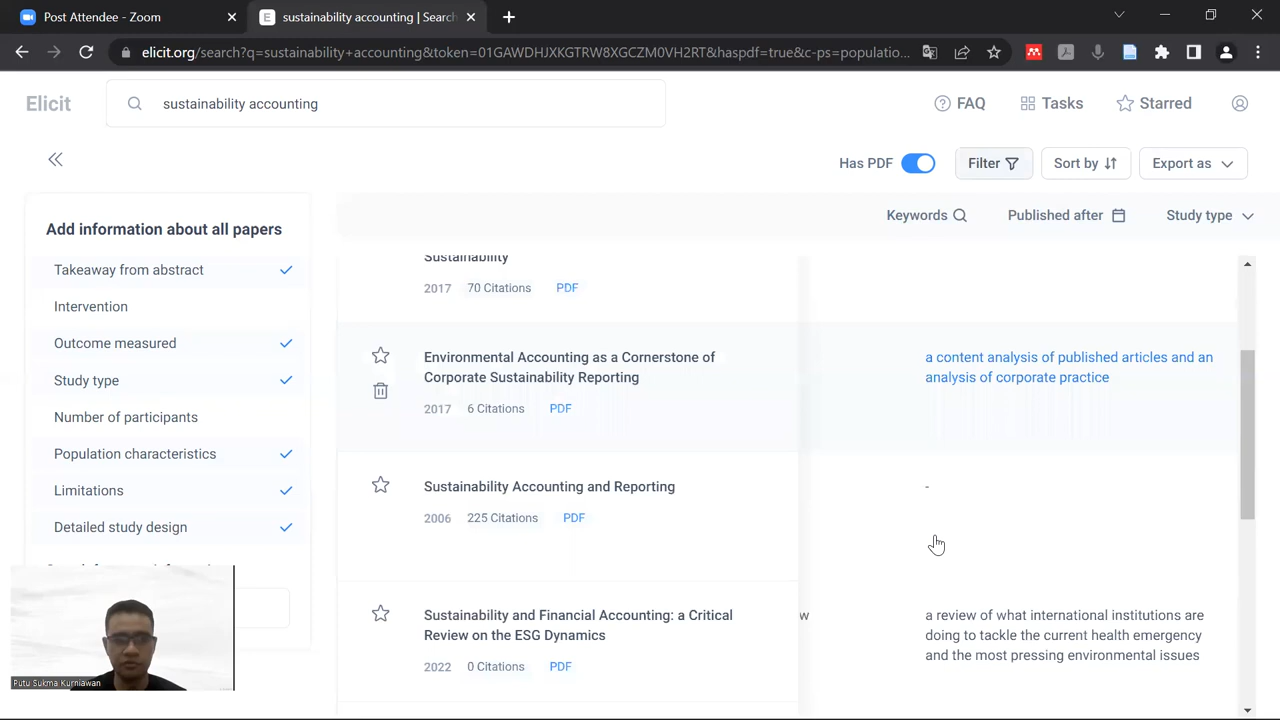 Post Attendee - Zoom
sustainability accounting | Search
elicit.org/search?q=sustainability+accounting&token=01GAWDHJXKGTRW8XGCZM0VH2RT&haspdf=true&c-ps=populatio...
Elicit
sustainability accounting
FAQ
Tasks
Starred
Has PDF
Filter
Sort by
Export as
Keywords
Published after
Study type
Add information about all papers
Takeaway from abstract
Intervention
Outcome measured
Study type
Number of participants
Population characteristics
Limitations
Detailed study design
Sustainability
2017 70 Citations PDF
Environmental Accounting as a Cornerstone of
Corporate Sustainability Reporting
2017 6 Citations PDF
a content analysis of published articles and an
analysis of corporate practice
Sustainability Accounting and Reporting
2006 225 Citations PDF
-
Sustainability and Financial Accounting: a Critical
Review on the ESG Dynamics
2022 0 Citations PDF
w
a review of what international institutions are
doing to tackle the current health emergency
and the most pressing environmental issues
Putu Sukma Kurniawan